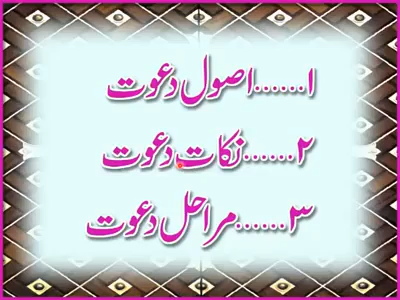 ۱......اصول دعوت
۲......نکات دعوت
۳......مراحل دعوت